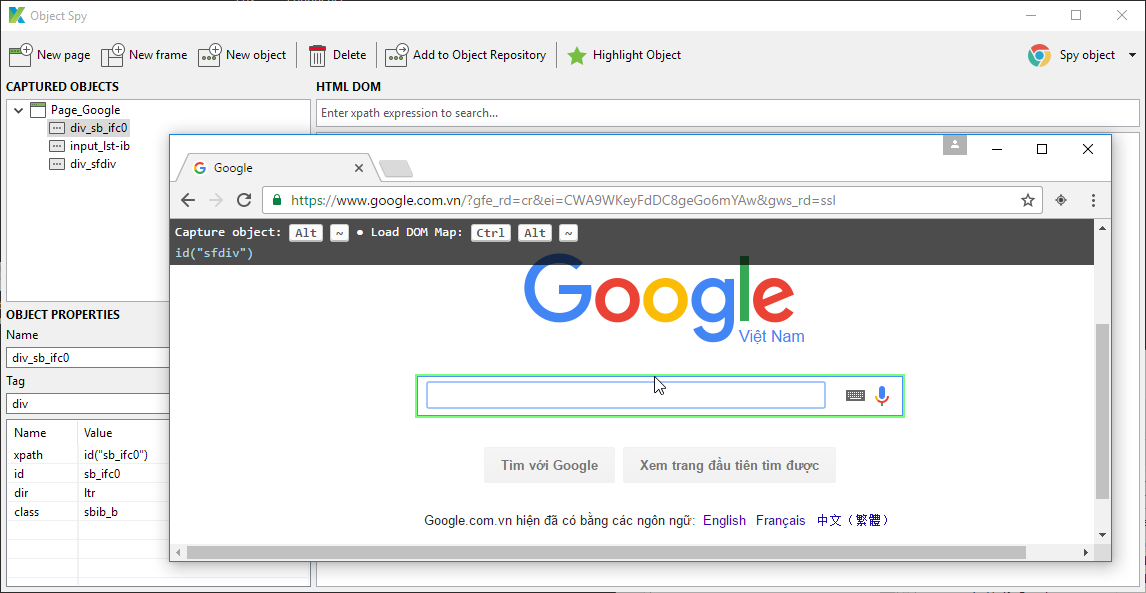 Object Spy
New page New frame New object Delete Add to Object Repository Highlight Object Spy object
CAPTURED OBJECTS
Page_Google
div_sb_ifc0
input_lst-ib
div_sfdiv
HTML DOM
Enter xpath expression to search...
Google
https://www.google.com.vn/?gfe_rd=cr&ei=CWA9WKeyFdDC8geGo6mYAw&gws_rd=ssl
Capture object: Alt ~ • Load DOM Map: Ctrl Alt ~
id("sfdiv")
Google
Việt Nam
Tìm với Google Xem trang đầu tiên tìm được
Google.com.vn hiện đã có bằng các ngôn ngữ: English Français 中文（繁體）
OBJECT PROPERTIES
Name
div_sb_ifc0
Tag
div
Name Value
xpath id("sb_ifc0")
id sb_ifc0
dir ltr
class sbib_b